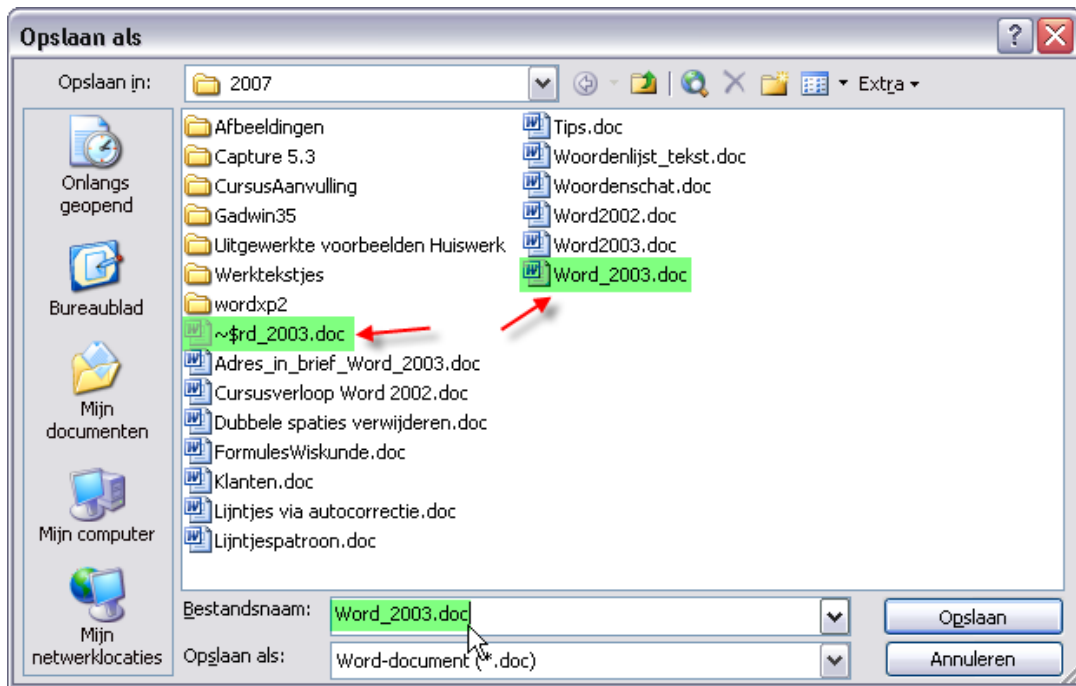 Opslaan als
Opslaan in:
2007
Extra
Onlangs
geopend
Bureaublad
Mijn
documenten
Mijn computer
Mijn
netwerklocaties
Afbeeldingen
Capture 5.3
CursusAanvulling
Gadwin35
Uitgewerkte voorbeelden Huiswerk
Werktekstjes
wordxp2
~$rd_2003.doc
Adres_in_brief_Word_2003.doc
Cursusverloop Word 2002.doc
Dubbele spaties verwijderen.doc
FormulesWiskunde.doc
Klanten.doc
Lijntjes via autocorrectie.doc
Lijntjespatroon.doc
Tips.doc
Woordenlijst_tekst.doc
Woordenschat.doc
Word2002.doc
Word2003.doc
Word_2003.doc
Bestandsnaam:
Word_2003.doc
Opslaan
Opslaan als:
Word-document (*.doc)
Annuleren